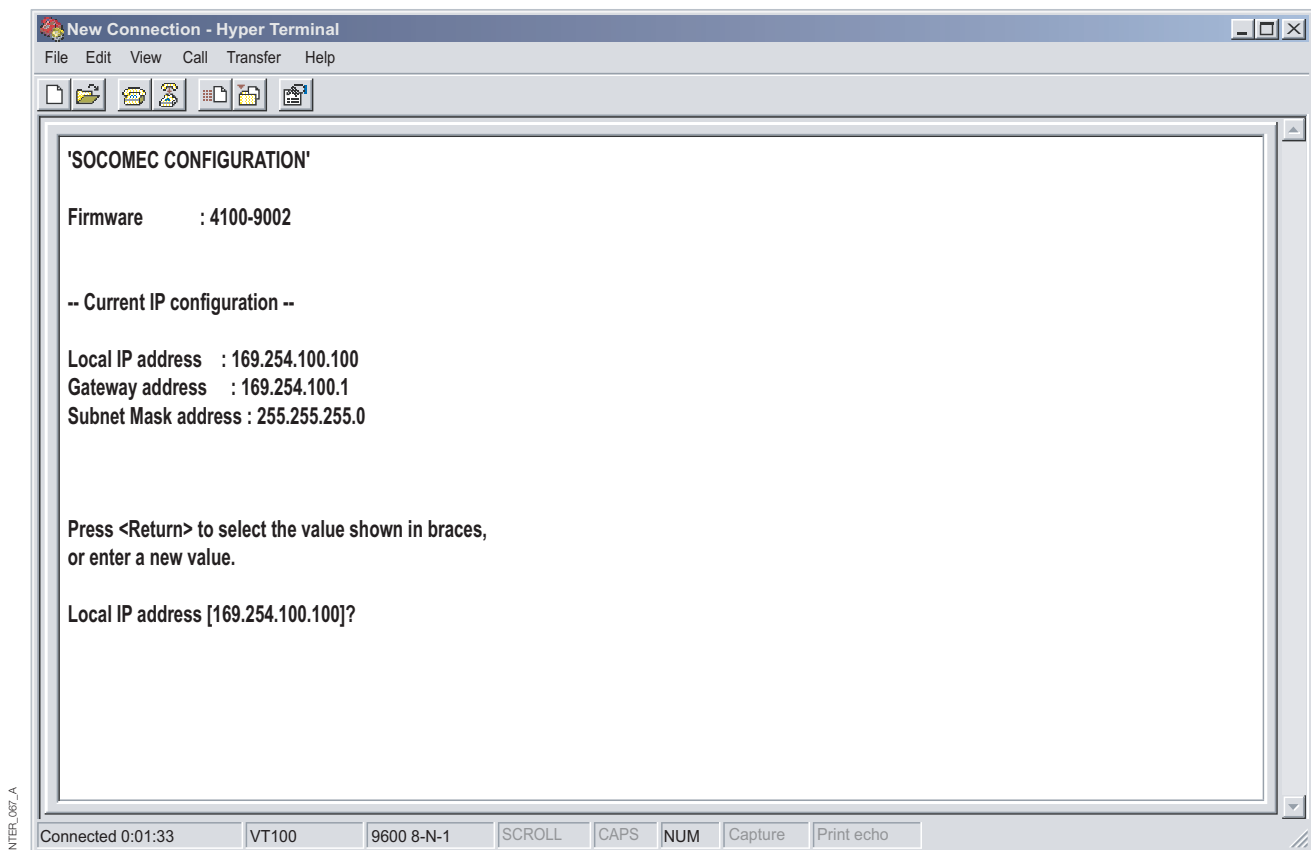 New Connection - Hyper Terminal
File Edit View Call Transfer Help
'SOCOMEC CONFIGURATION'
Firmware : 4100-9002
-- Current IP configuration --
Local IP address : 169.254.100.100
Gateway address : 169.254.100.1
Subnet Mask address : 255.255.255.0
Press <Return> to select the value shown in braces,
or enter a new value.
Local IP address [169.254.100.100]?
Connected 0:01:33 VT100 9600 8-N-1 SCROLL CAPS NUM Capture Print echo
NTER_067_A